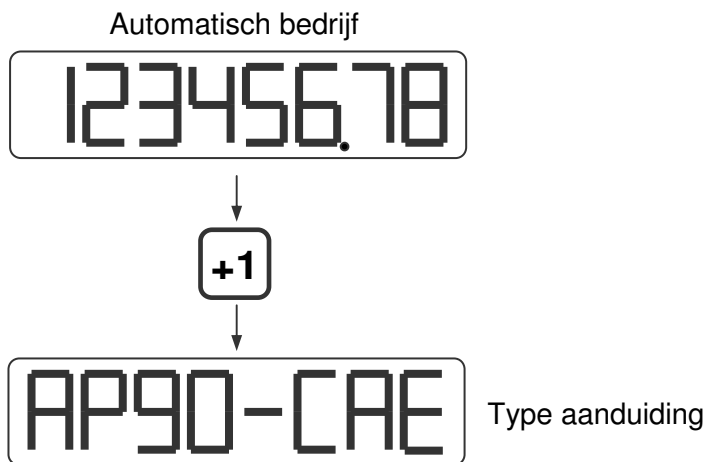 Automatisch bedrijf
123456.78
+1
AP90-CAE
Type aanduiding